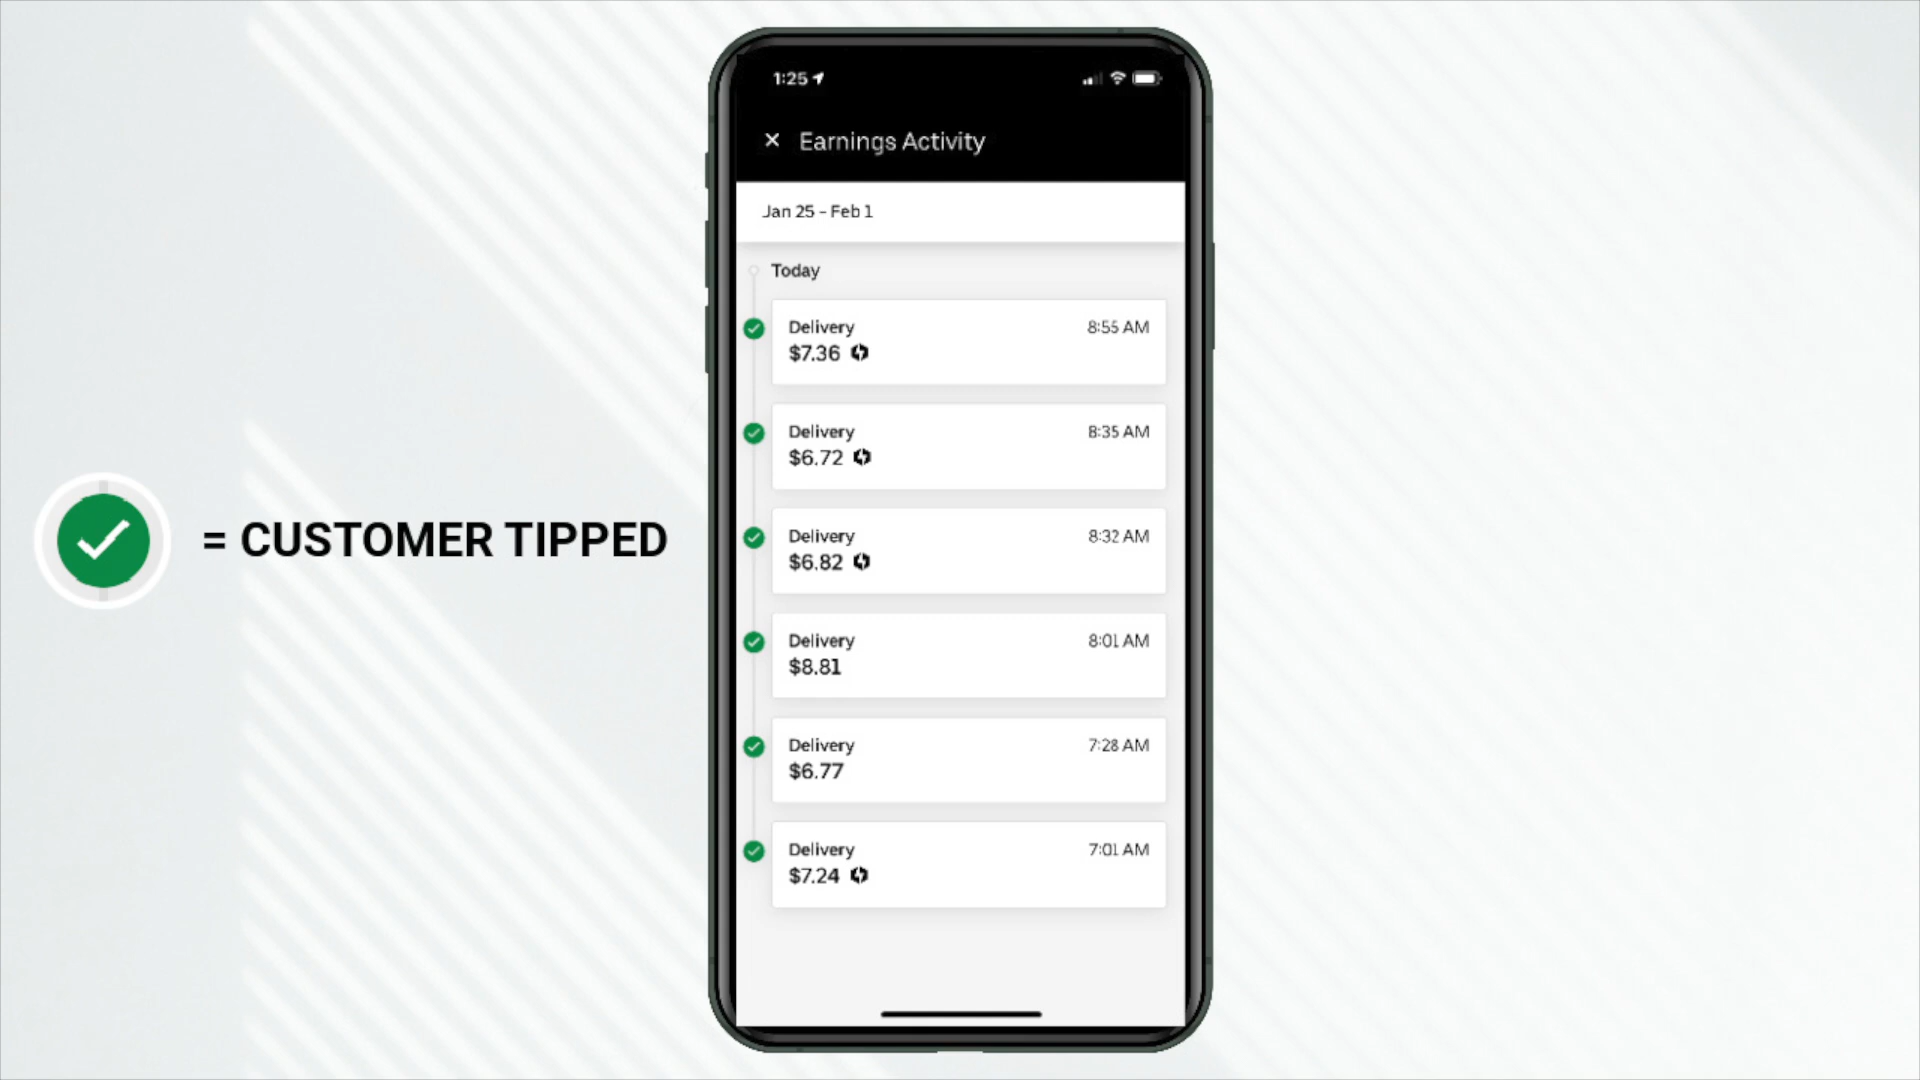 1:25
Earnings Activity
Jan 25 - Feb 1
Today
Delivery 8:55 AM
$7.36
Delivery 8:35 AM
$6.72
Delivery 8:32 AM
$6.82
= CUSTOMER TIPPED
Delivery 8:01 AM
$8.81
Delivery 7:28 AM
$6.77
Delivery 7:01 AM
$7.24